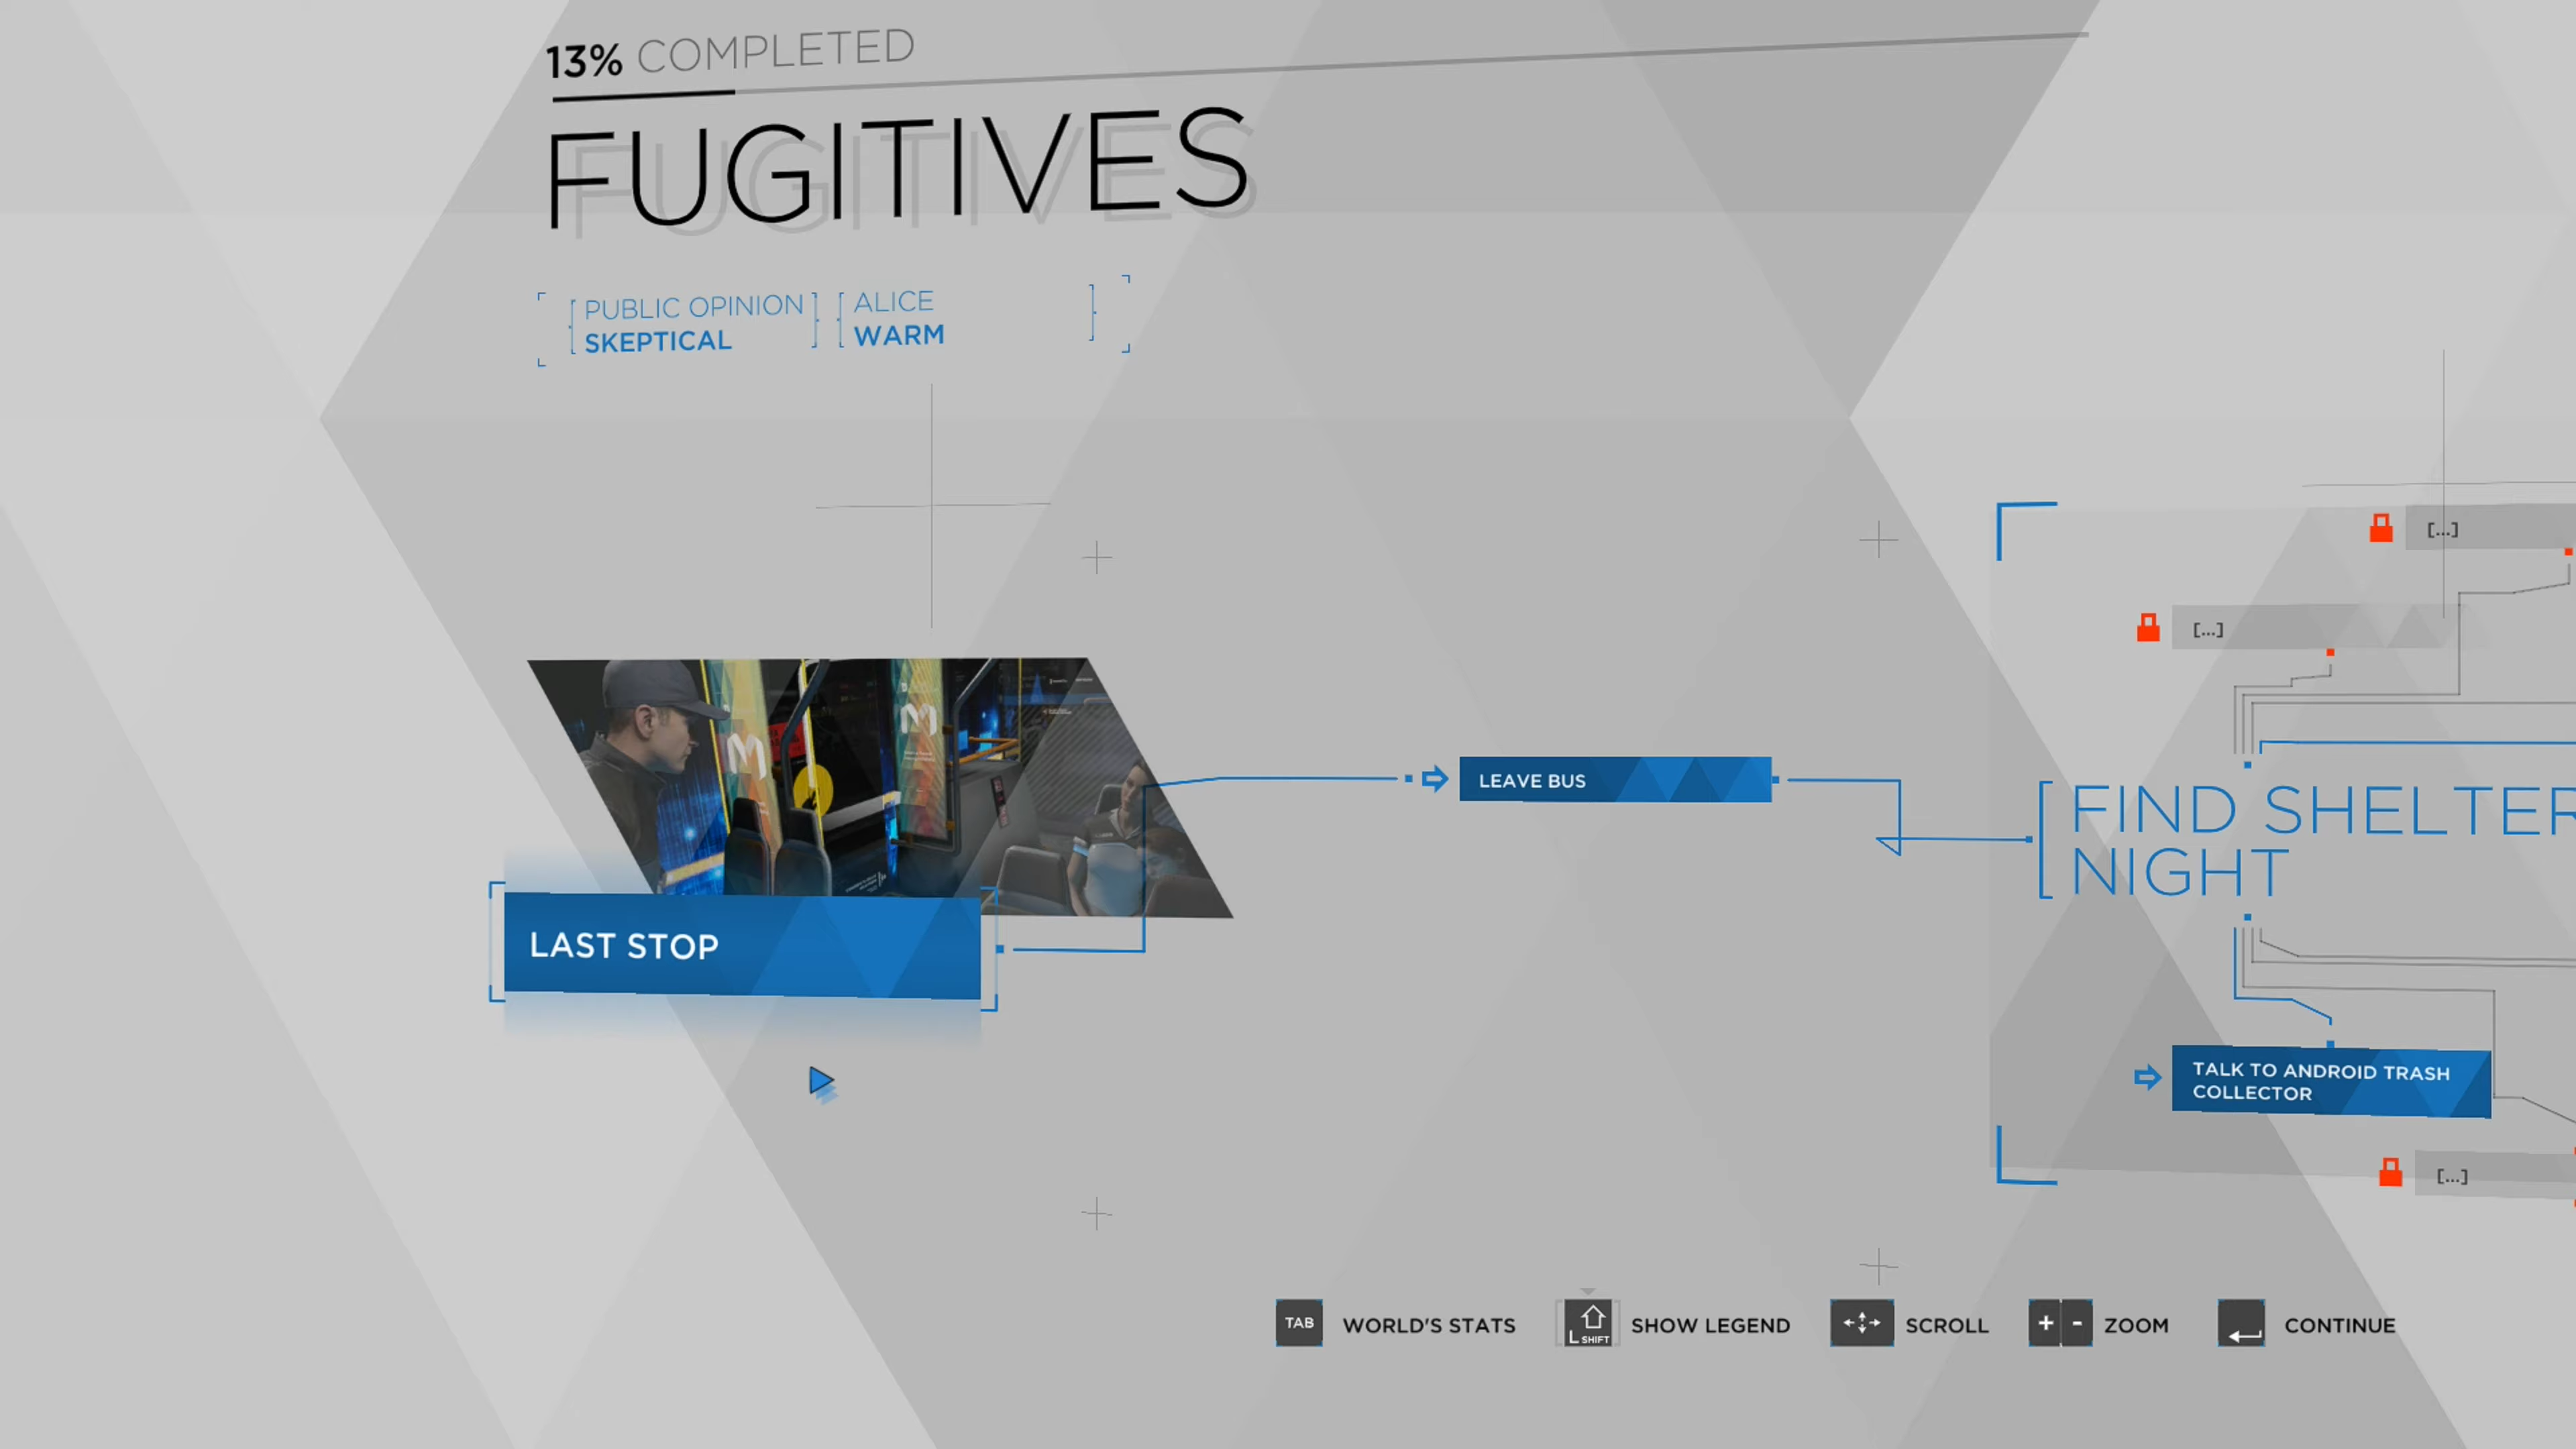 13% COMPLETED
FUGITIVES
PUBLIC OPINION
SKEPTICAL
ALICE
WARM
[...]
[...]
LEAVE BUS
FIND SHELTER
NIGHT
LAST STOP
TALK TO ANDROID TRASH
COLLECTOR
[...]
TAB WORLD'S STATS
L SHIFT SHOW LEGEND
SCROLL
+ - ZOOM
CONTINUE